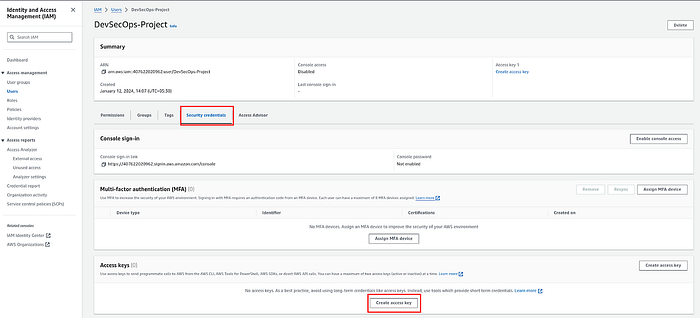 Identity and Access Management (IAM)
Search IAM
Dashboard
Access management
User groups
Users
Roles
Policies
Identity providers
Account settings
Access reports
Access Analyzer
External access
Unused access
Analyzer settings
Credential report
Organization activity
Service control policies (SCPs)
Related consoles
IAM Identity Center
AWS Organizations
IAM > Users > DevSecOps-Project
DevSecOps-Project Info
Delete
Summary
ARN
arn:aws:iam::407622020962:user/DevSecOps-Project
Console access
Disabled
Access key 1
Create access key
Created
January 12, 2024, 14:07 (UTC+05:30)
Last console sign-in
-
Permissions
Groups
Tags
Security credentials
Access Advisor
Console sign-in
Enable console access
Console sign-in link
https://407622020962.signin.aws.amazon.com/console
Console password
Not enabled
Multi-factor authentication (MFA) (0)
Remove
Resync
Assign MFA device
Use MFA to increase the security of your AWS environment. Signing in with MFA requires an authentication code from an MFA device. Each user can have a maximum of 8 MFA devices assigned. Learn more
Device type
Identifier
Certifications
Created on
No MFA devices. Assign an MFA device to improve the security of your AWS environment
Assign MFA device
Access keys (0)
Create access key
Use access keys to send programmatic calls to AWS from the AWS CLI, AWS Tools for PowerShell, AWS SDKs, or direct AWS API calls. You can have a maximum of two access keys (active or inactive) at a time. Learn more
No access keys. As a best practice, avoid using long-term credentials like access keys. Instead, use tools which provide short term credentials. Learn more
Create access key